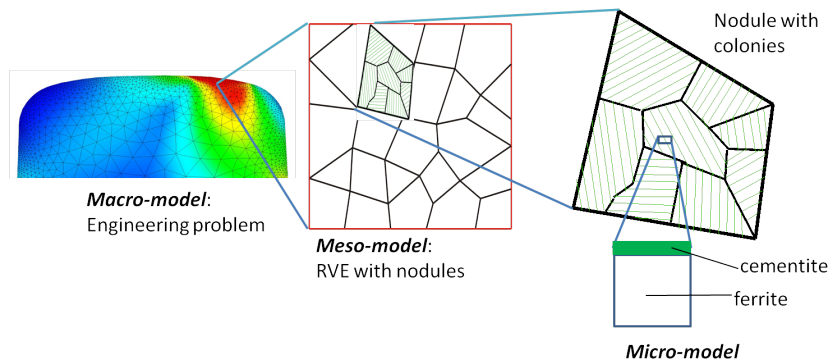 Macro-model:
Engineering problem
Meso-model:
RVE with nodules
Nodule with
colonies
cementite
ferrite
Micro-model